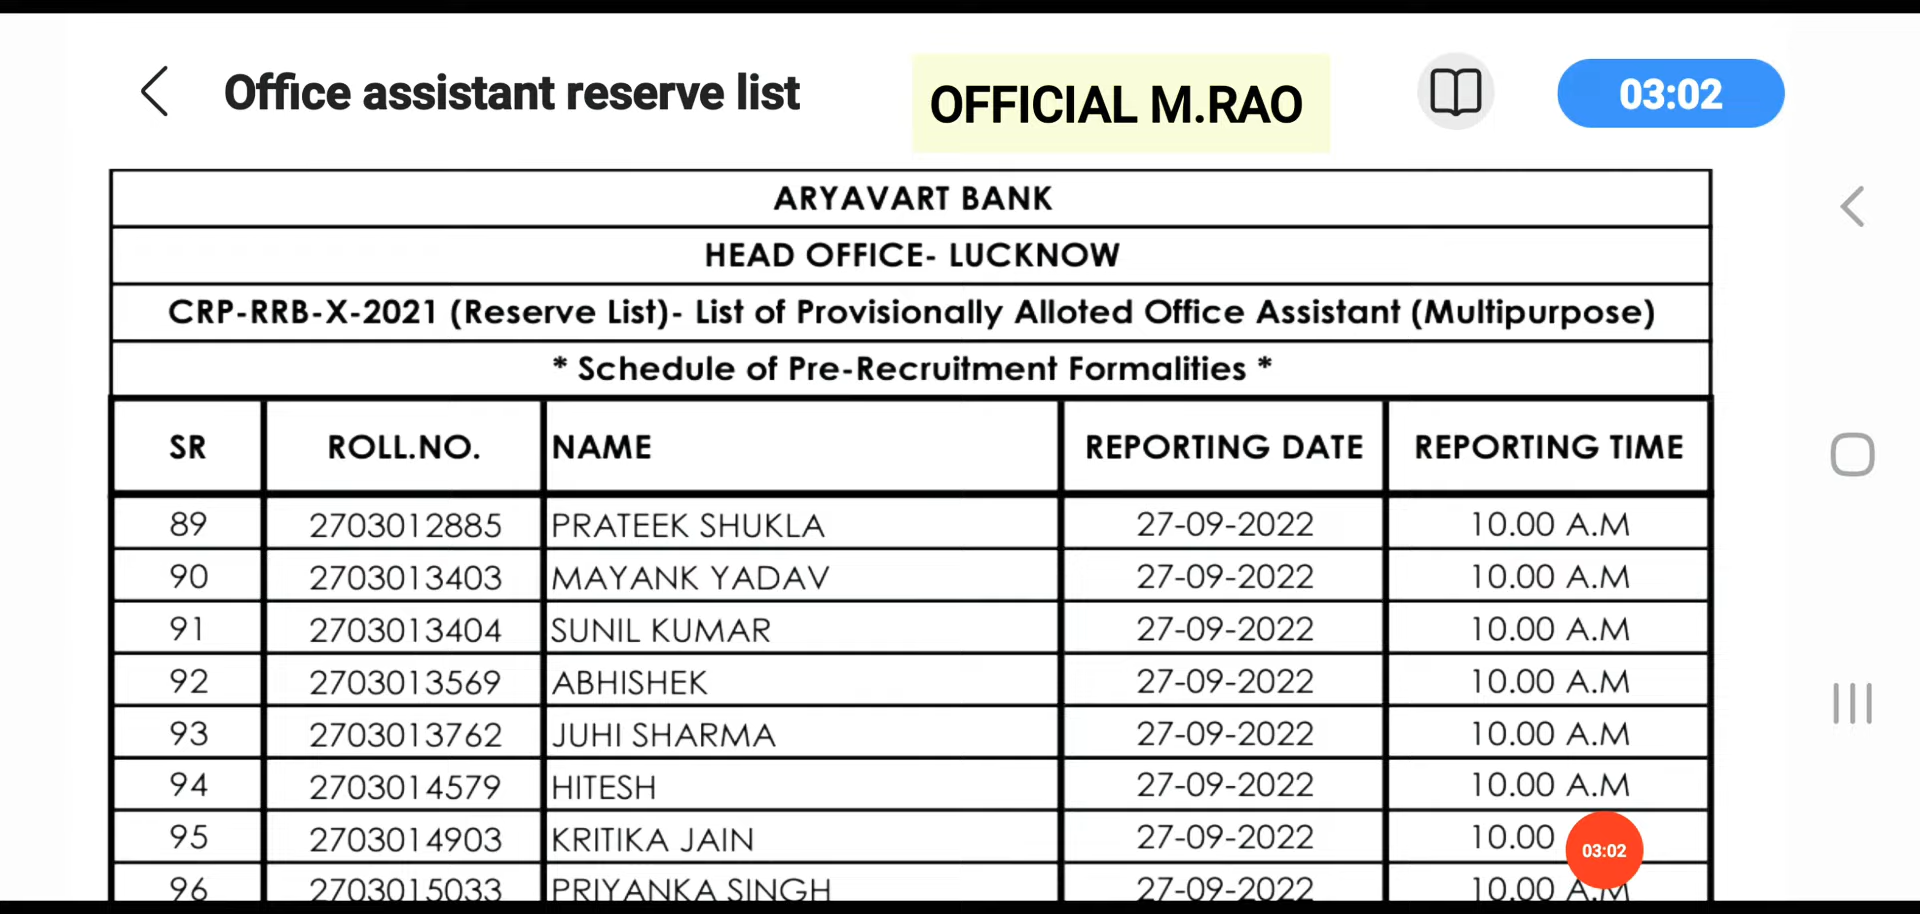 Office assistant reserve list
OFFICIAL M.RAO
03:02
ARYAVART BANK
HEAD OFFICE- LUCKNOW
CRP-RRB-X-2021 (Reserve List)- List of Provisionally Alloted Office Assistant (Multipurpose)
* Schedule of Pre-Recruitment Formalities *
SR ROLL.NO. NAME REPORTING DATE REPORTING TIME
89 2703012885 PRATEEK SHUKLA 27-09-2022 10.00 A.M
90 2703013403 MAYANK YADAV 27-09-2022 10.00 A.M
91 2703013404 SUNIL KUMAR 27-09-2022 10.00 A.M
92 2703013569 ABHISHEK 27-09-2022 10.00 A.M
93 2703013762 JUHI SHARMA 27-09-2022 10.00 A.M
94 2703014579 HITESH 27-09-2022 10.00 A.M
95 2703014903 KRITIKA JAIN 27-09-2022 10.00
03:02
96 2703015033 PRIYANKA SINGH 27-09-2022 10.00 A.M